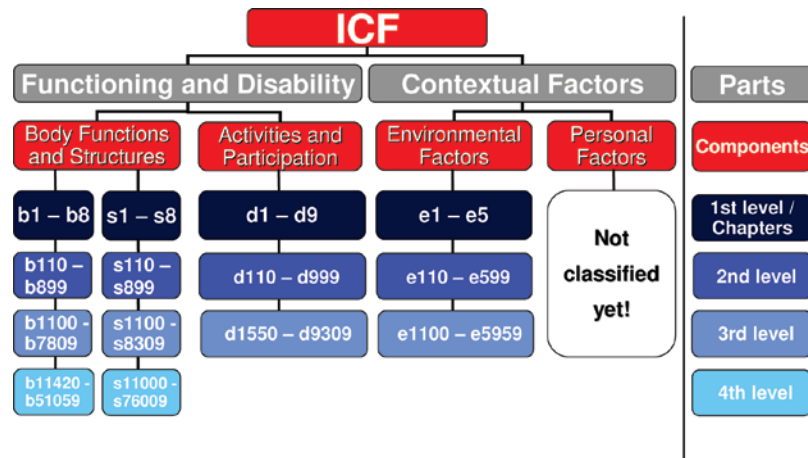 ICF
Functioning and Disability
Contextual Factors
Parts
Body Functions
and Structures
Activities and
Participation
Environmental
Factors
Personal
Factors
Components
b1 – b8
s1 – s8
d1 – d9
e1 – e5
Not
classified
yet!
1st level /
Chapters
b110 –
b899
s110 –
s899
d110 – d999
e110 – e599
2nd level
b1100 -
b7809
s1100 -
s8309
d1550 – d9309
e1100 – e5959
3rd level
b11420 -
b51059
s11000 -
s76009
4th level